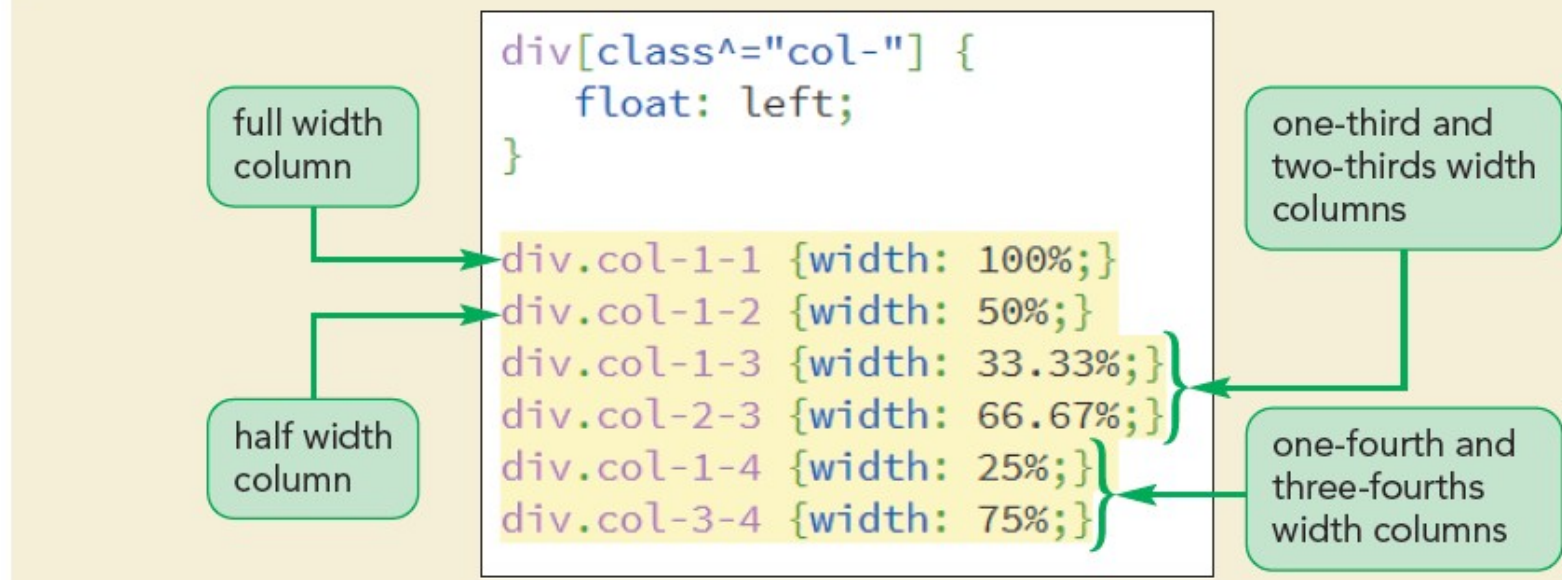 full width
column
half width
column
div[class^="col-"] {
   float: left;
}
div.col-1-1 {width: 100%;}
div.col-1-2 {width: 50%;}
div.col-1-3 {width: 33.33%;}
div.col-2-3 {width: 66.67%;}
div.col-1-4 {width: 25%;}
div.col-3-4 {width: 75%;}
one-third and
two-thirds width
columns
one-fourth and
three-fourths
width columns